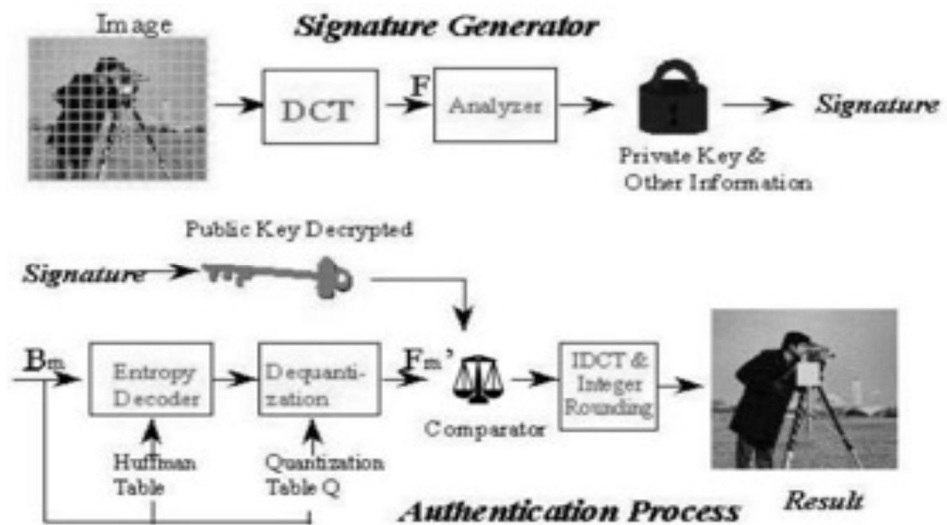 Image
Signature Generator
DCT
F
Analyzer
Signature
Private Key &
Other Information
Public Key Decrypted
Signature
Bm
Entropy
Decoder
Dequanti-
zation
Fm'
Comparator
IDCT &
Integer
Rounding
Huffman
Table
Quantization
Table Q
Authentication Process
Result